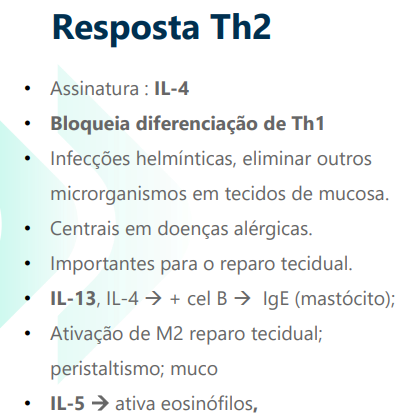 Resposta Th2
• Assinatura : IL-4
• Bloqueia diferenciação de Th1
• Infecções helmínticas, eliminar outros
microrganismos em tecidos de mucosa.
• Centrais em doenças alérgicas.
• Importantes para o reparo tecidual.
• IL-13, IL-4 → + cel B → IgE (mastócito);
• Ativação de M2 reparo tecidual;
peristaltismo; muco
• IL-5 → ativa eosinófilos,